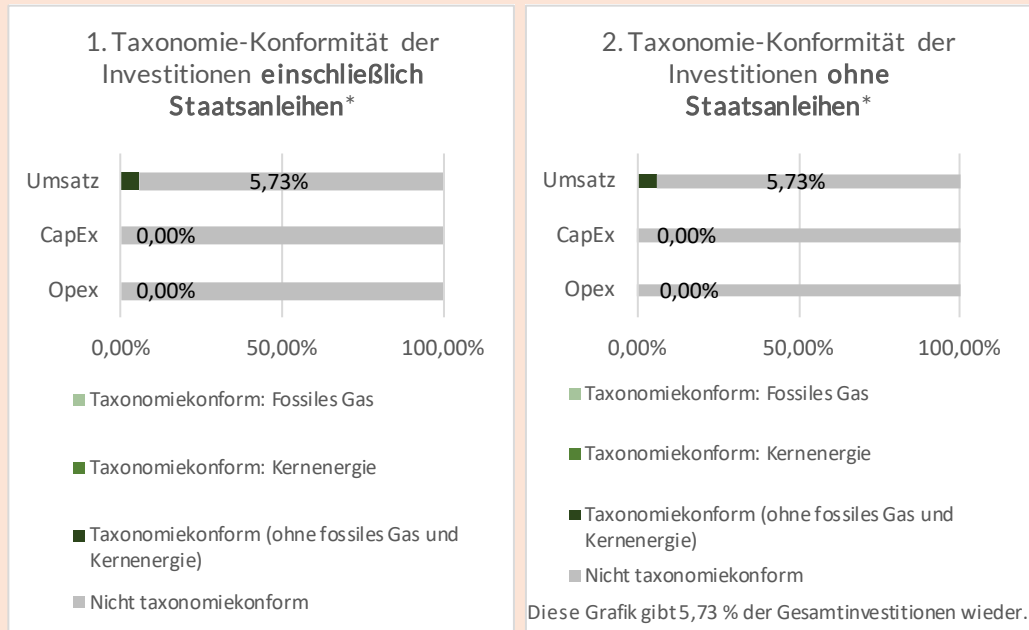 1. Taxonomie-Konformität der
Investitionen einschließlich
Staatsanleihen*
Umsatz
5,73%
CapEx
0,00%
Opex
0,00%
0,00%
50,00%
100,00%
Taxonomiekonform: Fossiles Gas
Taxonomiekonform: Kernenergie
Taxonomiekonform (ohne fossiles Gas und
Kernenergie)
Nicht taxonomiekonform
2. Taxonomie-Konformität der
Investitionen ohne
Staatsanleihen*
Umsatz
5,73%
CapEx
0,00%
Opex
0,00%
0,00%
50,00%
100,00%
Taxonomiekonform: Fossiles Gas
Taxonomiekonform: Kernenergie
Taxonomiekonform (ohne fossiles Gas und
Kernenergie)
Nicht taxonomiekonform
Diese Grafik gibt 5,73 % der Gesamtinvestitionen wieder.